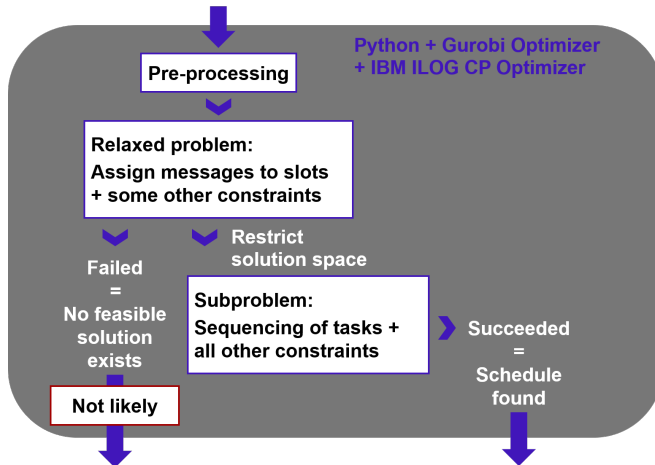 Python + Gurobi Optimizer
+ IBM ILOG CP Optimizer
Pre-processing
Relaxed problem:
Assign messages to slots
+ some other constraints
Restrict
solution space
Failed
=
No feasible
solution
exists
Subproblem:
Sequencing of tasks +
all other constraints
Succeeded
=
Schedule
found
Not likely